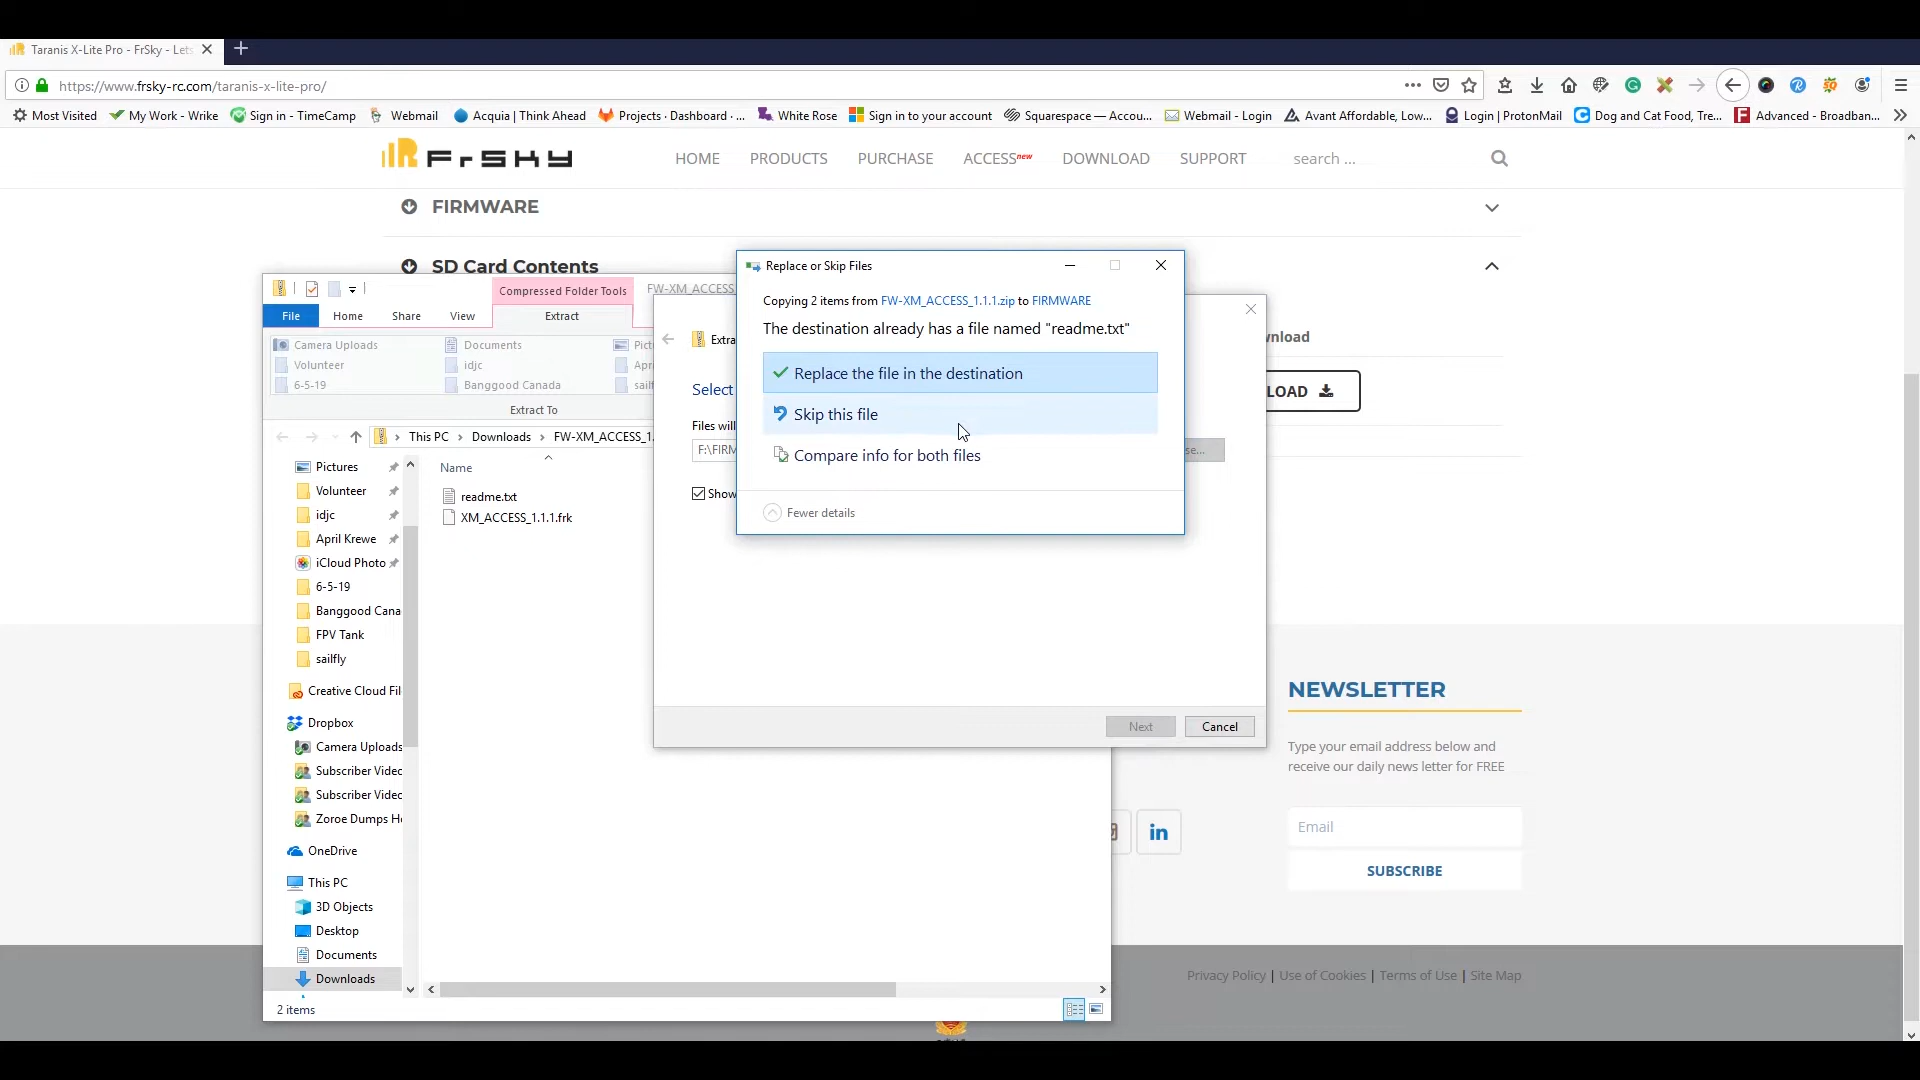 Taranis X-Lite Pro - FrSky - Lets
https://www.frsky-rc.com/taranis-x-lite-pro/
Most Visited My Work - Wrike Sign in - TimeCamp Webmail Acquia | Think Ahead Projects · Dashboard · ... White Rose Sign in to your account Squarespace — Accou... Webmail - Login Avant Affordable, Low... Login | ProtonMail Dog and Cat Food, Tre... Advanced - Broadban...
FrSKY HOME PRODUCTS PURCHASE ACCESSnew DOWNLOAD SUPPORT search ...
FIRMWARE
SD Card Contents
Replace or Skip Files
Compressed Folder Tools FW-XM_ACCESS_
File Home Share View Extract
Camera Uploads Documents
Volunteer idjc
6-5-19 Banggood Canada
Extract To
This PC Downloads FW-XM_ACCESS_1.
Copying 2 items from FW-XM_ACCESS_1.1.1.zip to FIRMWARE
The destination already has a file named "readme.txt"
Replace the file in the destination
Skip this file
Compare info for both files
Fewer details
Extra
Select
Files will
F:\FIRM
Show
Next Cancel
wnload
LOAD
Pictures
Volunteer
idjc
April Krewe
iCloud Photo
6-5-19
Banggood Cana
FPV Tank
sailfly
Creative Cloud Fil
Dropbox
Camera Uploads
Subscriber Videc
Subscriber Videc
Zoroe Dumps He
OneDrive
This PC
3D Objects
Desktop
Documents
Downloads
Name
readme.txt
XM_ACCESS_1.1.1.frk
2 items
in
NEWSLETTER
Type your email address below and
receive our daily news letter for FREE
Email
SUBSCRIBE
Privacy Policy | Use of Cookies | Terms of Use | Site Map